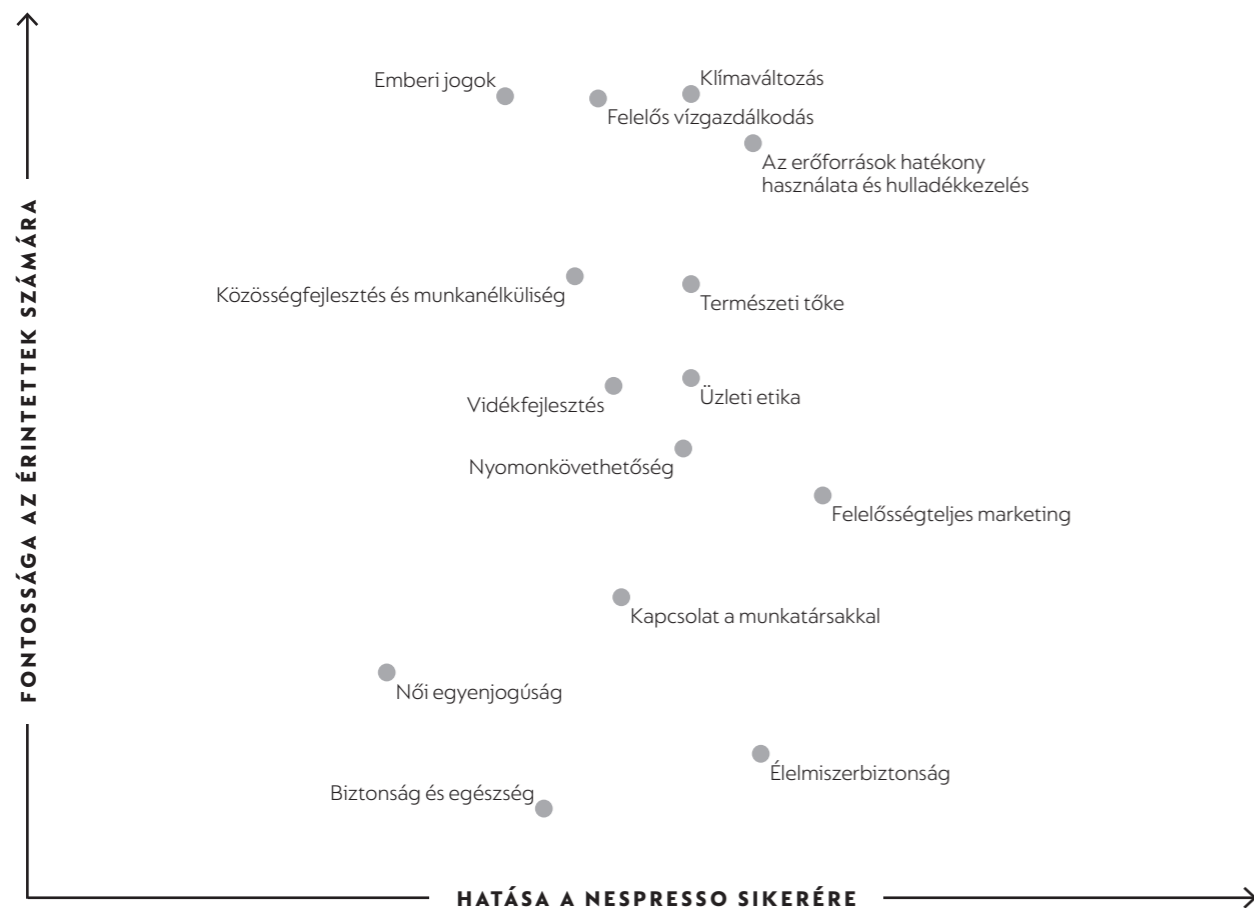 Emberi jogok
Klímaváltozás
Felelős vízgazdálkodás
Az erőforrások hatékony
használata és hulladékkezelés
Közösségfejlesztés és munkanélküliség
Természeti tőke
Vidékfejlesztés
Üzleti etika
Nyomonkövethetőség
Felelősségteljes marketing
Kapcsolat a munkatársakkal
Női egyenjogúság
Élelmiszerbiztonság
Biztonság és egészség
FONTOSSÁGA AZ ÉRINTETTEK SZÁMÁRA
HATÁSA A NESPRESSO SIKERÉRE